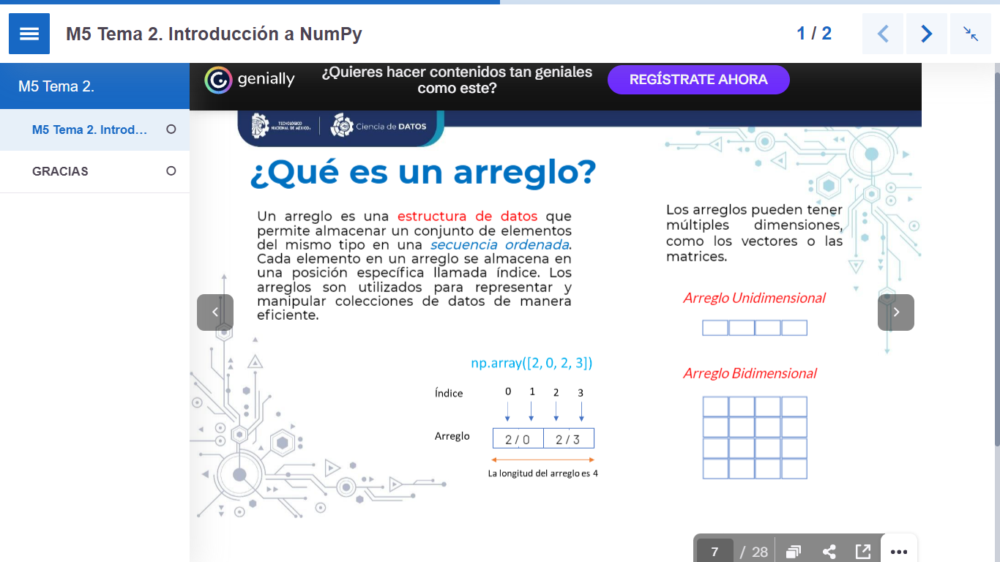 M5 Tema 2. Introducción a NumPy
1 / 2
M5 Tema 2.
M5 Tema 2. Introd...
GRACIAS
genially
¿Quieres hacer contenidos tan geniales
como este?
REGÍSTRATE AHORA
TECNOLÓGICO
NACIONAL DE MÉXICO
Ciencia de DATOS
¿Qué es un arreglo?
Un arreglo es una estructura de datos que
permite almacenar un conjunto de elementos
del mismo tipo en una secuencia ordenada.
Cada elemento en un arreglo se almacena en
una posición específica llamada índice. Los
arreglos son utilizados para representar y
manipular colecciones de datos de manera
eficiente.
np.array([2, 0, 2, 3])
Índice 0 1 2 3
Arreglo 2 / 0 2 / 3
La longitud del arreglo es 4
Los arreglos pueden tener
múltiples dimensiones,
como los vectores o las
matrices.
Arreglo Unidimensional
Arreglo Bidimensional
7 / 28